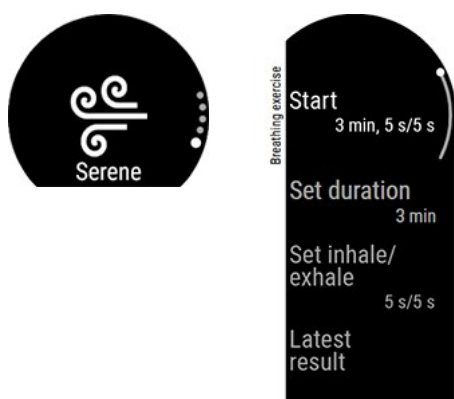 Serene
Breathing exercise
Start
3 min, 5 s/5 s
Set duration
3 min
Set inhale/
exhale
5 s/5 s
Latest
result